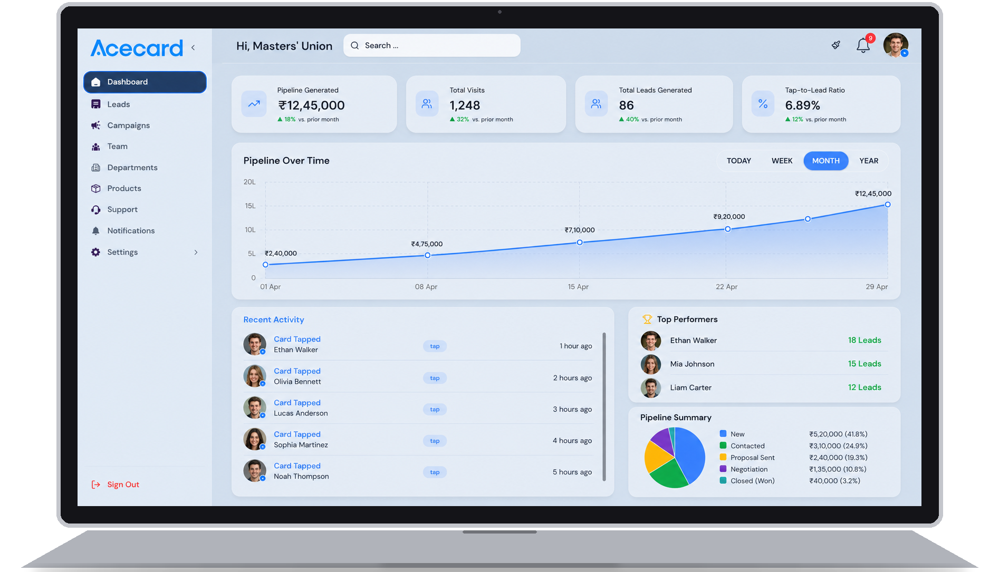 Acecard
Hi, Masters' Union
Search ...
9
Dashboard
Leads
Campaigns
Team
Departments
Products
Support
Notifications
Settings
Sign Out
Pipeline Generated
₹12,45,000
▲ 18% vs. prior month
Total Visits
1,248
▲ 32% vs. prior month
Total Leads Generated
86
▲ 40% vs. prior month
Tap-to-Lead Ratio
6.89%
▲ 12% vs. prior month
Pipeline Over Time
TODAY WEEK MONTH YEAR
20L
15L
10L
5L
0
₹2,40,000
₹4,75,000
₹7,10,000
₹9,20,000
₹12,45,000
01 Apr 08 Apr 15 Apr 22 Apr 29 Apr
Recent Activity
Card Tapped
Ethan Walker
tap
1 hour ago
Card Tapped
Olivia Bennett
tap
2 hours ago
Card Tapped
Lucas Anderson
tap
3 hours ago
Card Tapped
Sophia Martinez
tap
4 hours ago
Card Tapped
Noah Thompson
tap
5 hours ago
Top Performers
Ethan Walker 18 Leads
Mia Johnson 15 Leads
Liam Carter 12 Leads
Pipeline Summary
New ₹5,20,000 (41.8%)
Contacted ₹3,10,000 (24.9%)
Proposal Sent ₹2,40,000 (19.3%)
Negotiation ₹1,35,000 (10.8%)
Closed (Won) ₹40,000 (3.2%)